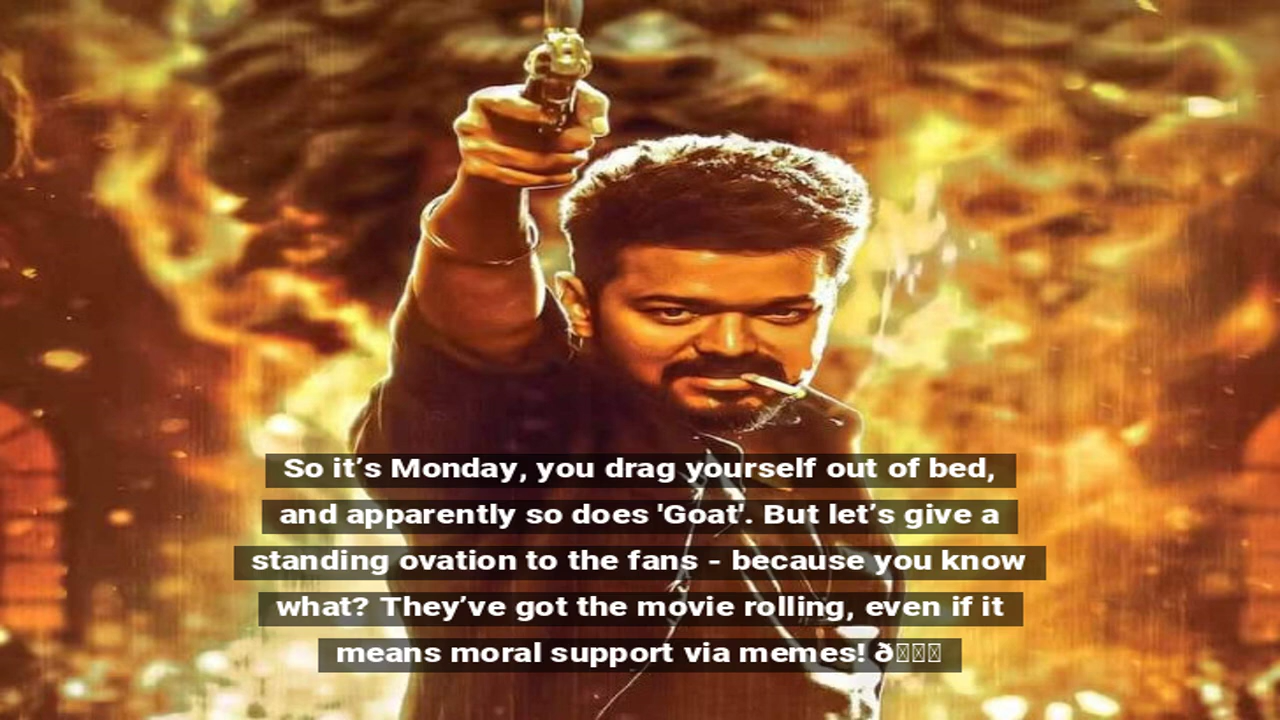 So it’s Monday, you drag yourself out of bed,
and apparently so does 'Goat'. But let’s give a
standing ovation to the fans - because you know
what? They’ve got the movie rolling, even if it
means moral support via memes! ð